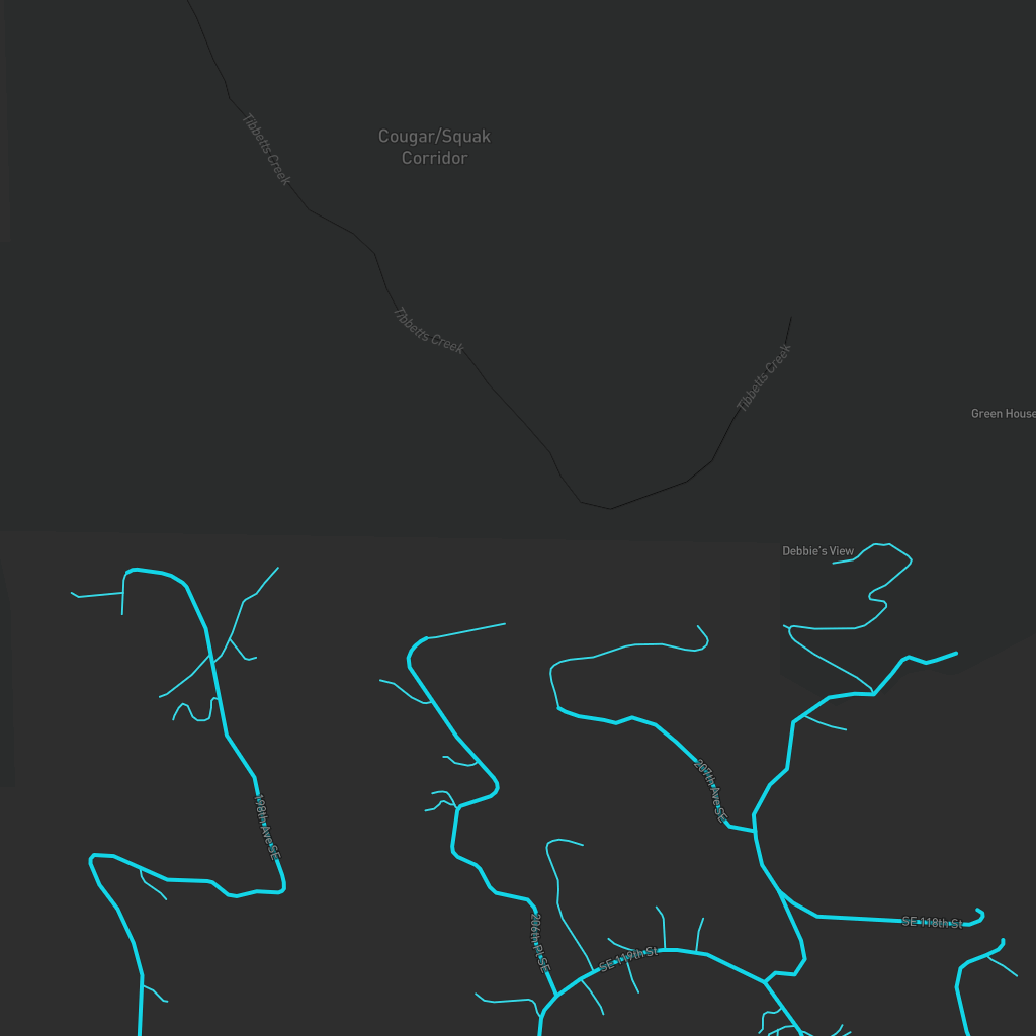 Tibbetts Creek
Cougar/Squak
Corridor
Tibbetts Creek
Tibbetts Creek
Green House
Debbie's View
207th Ave SE
198th Ave SE
206th Pl SE
SE 118th St
SE 119th St